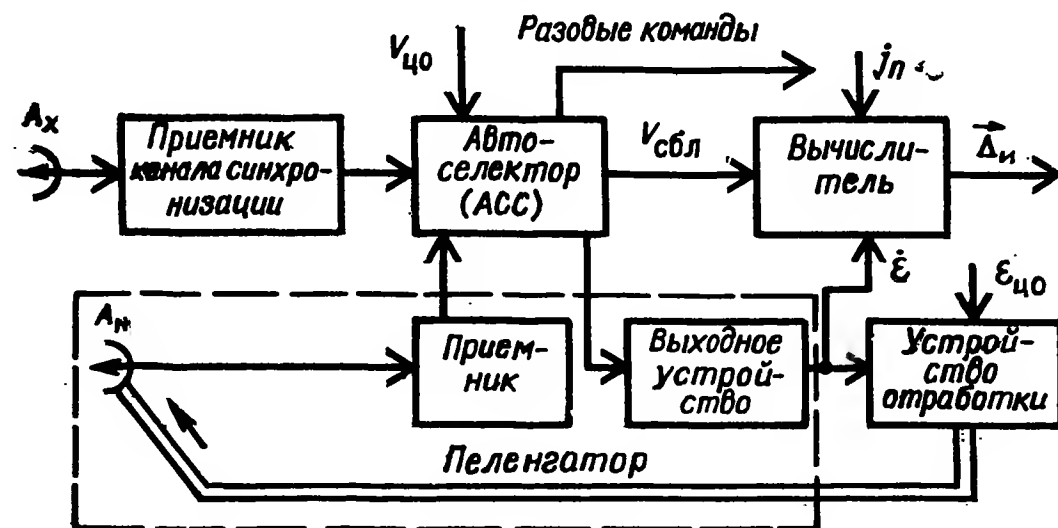 Разовые команды
V_ЦО
j_п
A_X
Приемник
канала синхро-
низации
Авто-
селектор
(АСС)
V_сбл
Вычисли-
тель
Δ_и
ε̇
ε_ЦО
A_н
Прием-
ник
Выходное
устрой-
ство
Устрой-
ство
отработки
Пеленгатор